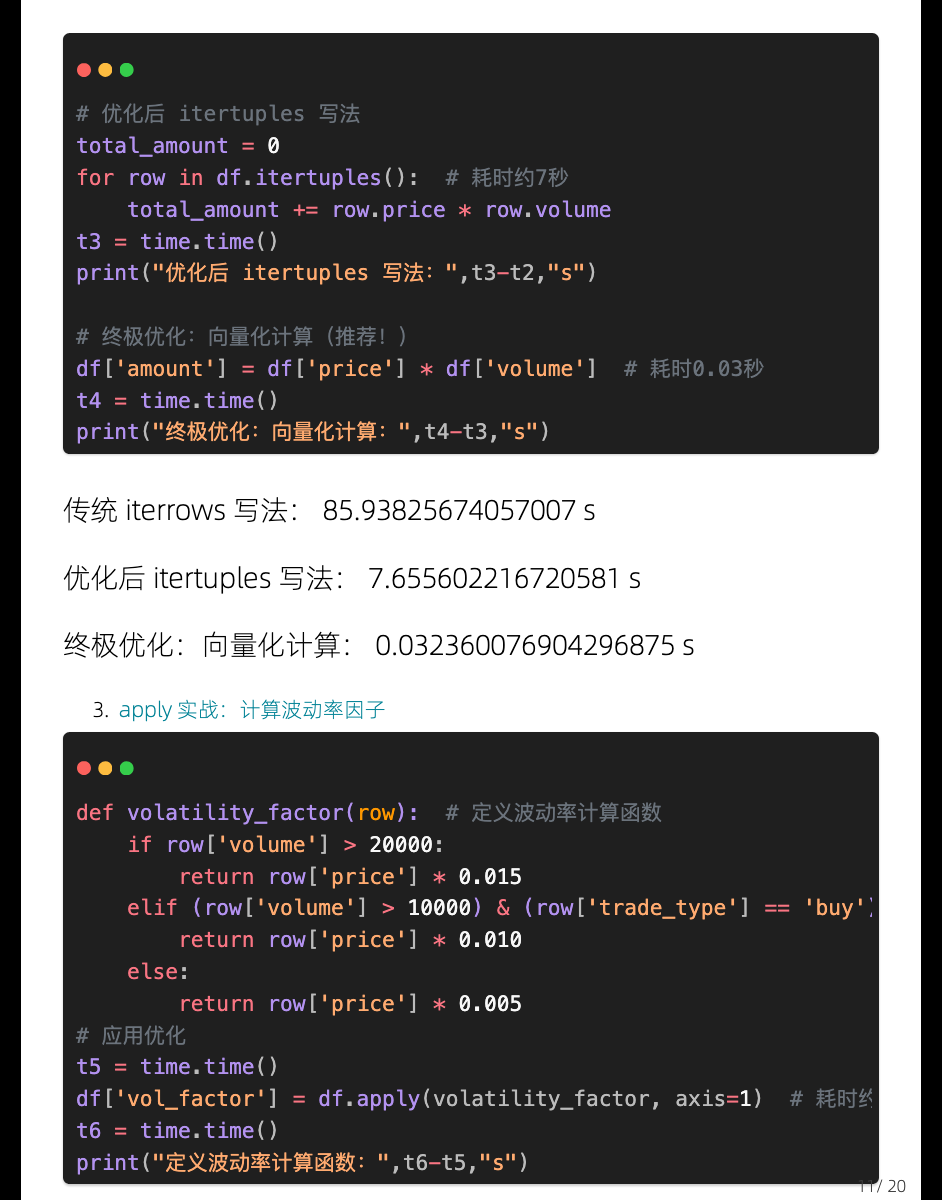 # 优化后 itertuples 写法
total_amount = 0
for row in df.itertuples():  # 耗时约7秒
    total_amount += row.price * row.volume
t3 = time.time()
print("优化后 itertuples 写法：",t3-t2,"s")
# 终极优化：向量化计算（推荐！）
df['amount'] = df['price'] * df['volume']  # 耗时0.03秒
t4 = time.time()
print("终极优化：向量化计算：",t4-t3,"s")
传统 iterrows 写法： 85.93825674057007 s
优化后 itertuples 写法： 7.655602216720581 s
终极优化：向量化计算： 0.032360076904296875 s
3. apply 实战：计算波动率因子
def volatility_factor(row):  # 定义波动率计算函数
    if row['volume'] > 20000:
        return row['price'] * 0.015
    elif (row['volume'] > 10000) & (row['trade_type'] == 'buy')
        return row['price'] * 0.010
    else:
        return row['price'] * 0.005
# 应用优化
t5 = time.time()
df['vol_factor'] = df.apply(volatility_factor, axis=1)  # 耗时约
t6 = time.time()
print("定义波动率计算函数：",t6-t5,"s")
11 / 20